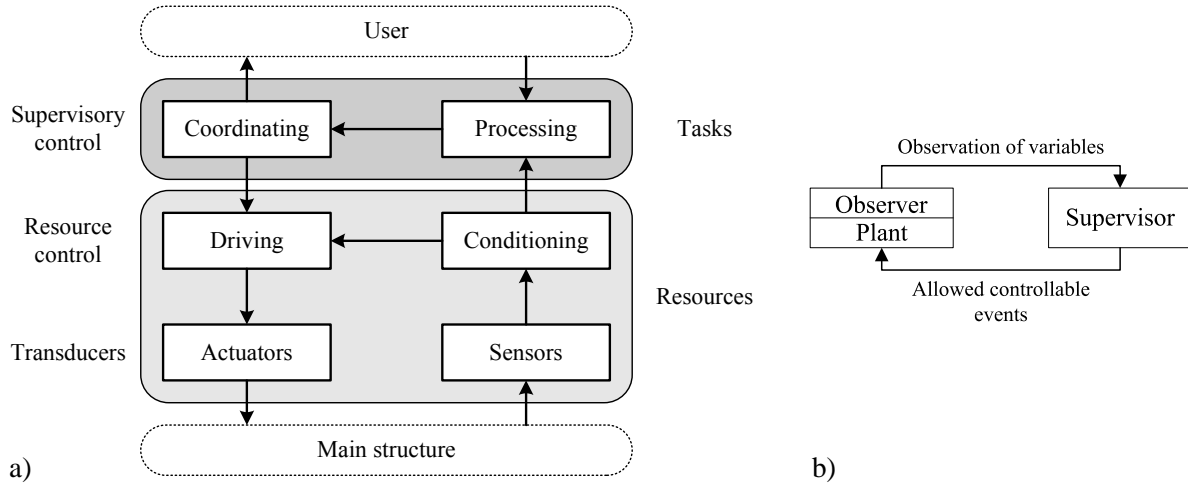 User
Supervisory
control
Coordinating
Processing
Tasks
Resource
control
Driving
Conditioning
Resources
Transducers
Actuators
Sensors
Main structure
a)
Observation of variables
Observer
Plant
Supervisor
Allowed controllable
events
b)